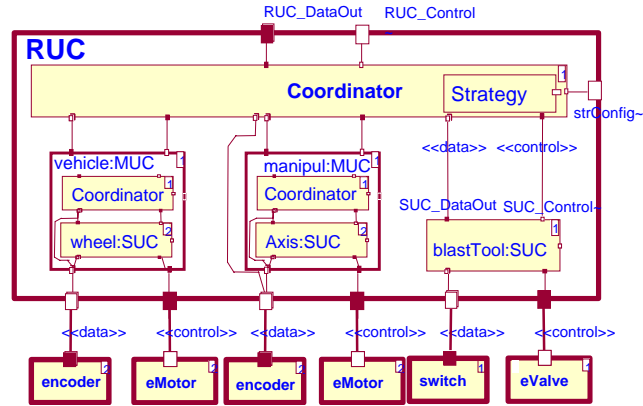 RUC_DataOut RUC_Control
~
RUC
1
Coordinator
Strategy
strConfig~
<<data>> <<control>>
vehicle:MUC 1
manipul:MUC 1
Coordinator 1
Coordinator 1
SUC_DataOut SUC_Control~
wheel:SUC 2
Axis:SUC 2
blastTool:SUC 1
<<data>> <<control>> <<data>> <<control>> <<data>> <<control>>
encoder 2
eMotor 2
encoder 2
eMotor 2
switch 1
eValve 1